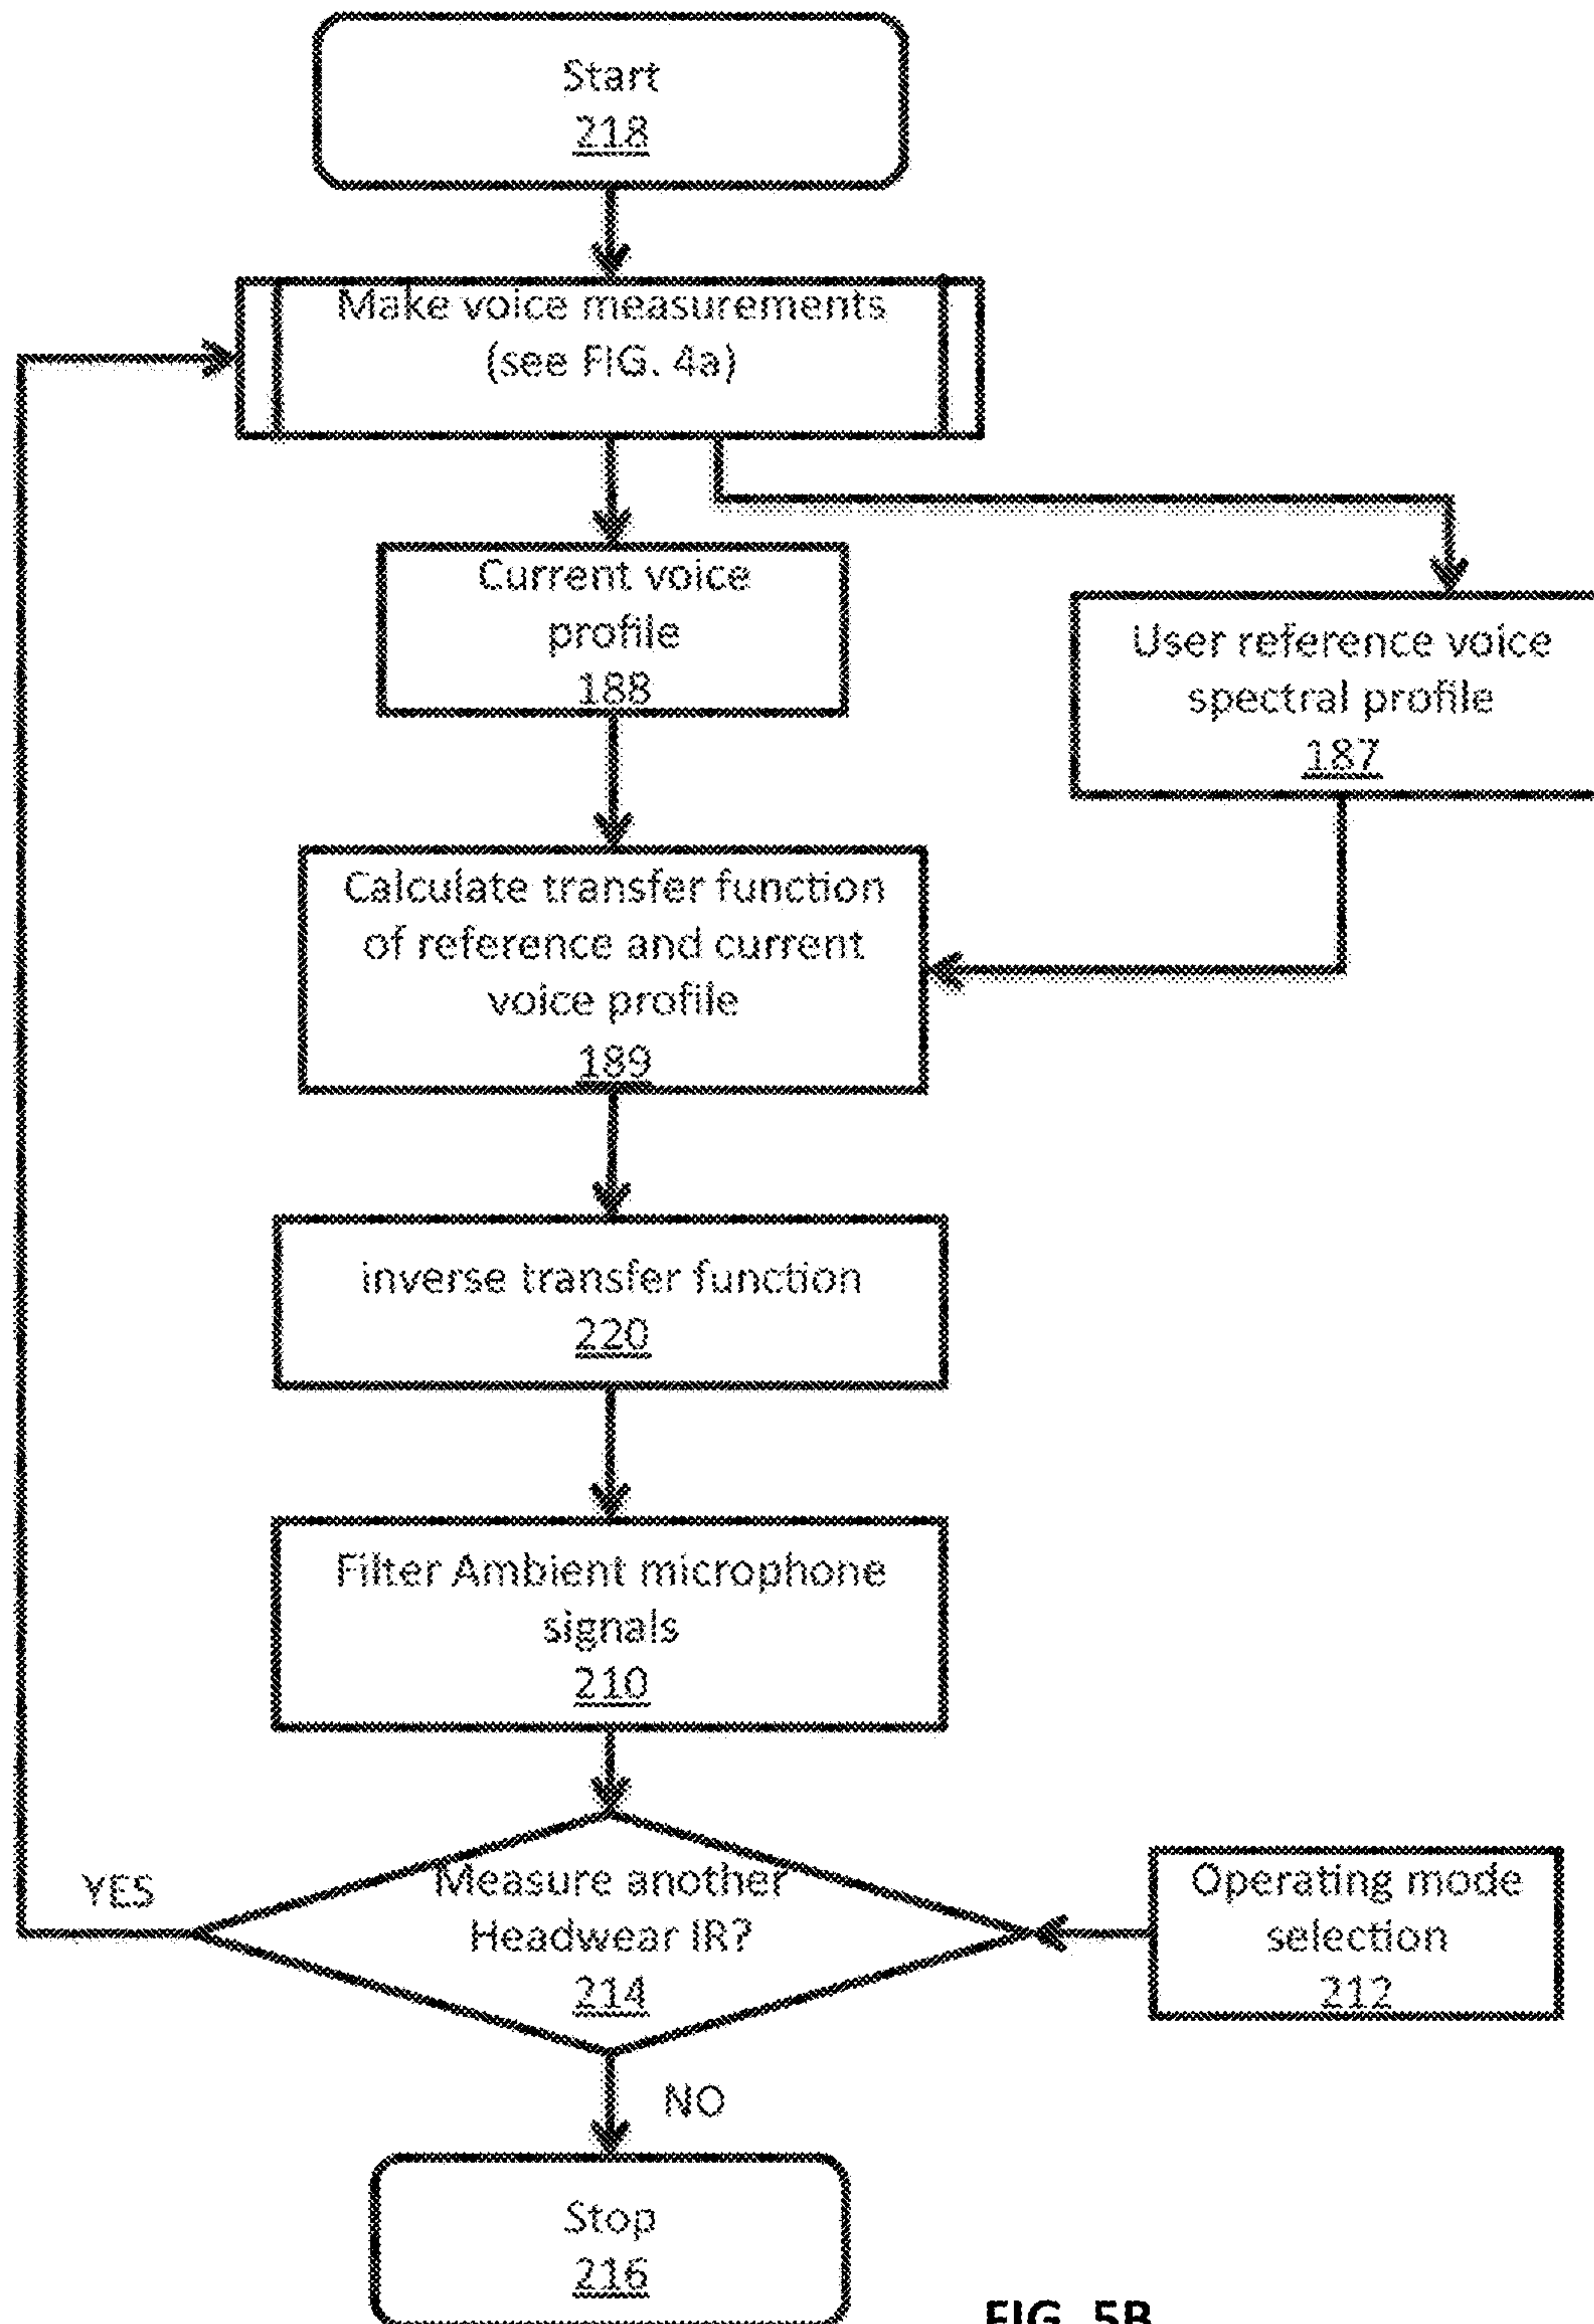 Start
218
Make voice measurements
(see FIG. 4a)
Current voice
profile
188
User reference voice
spectral profile
187
Calculate transfer function
of reference and current
voice profile
189
inverse transfer function
220
Filter Ambient microphone
signals
210
YES
Measure another
Headwear IR?
214
Operating mode
selection
212
NO
Stop
216
FIG. 5B